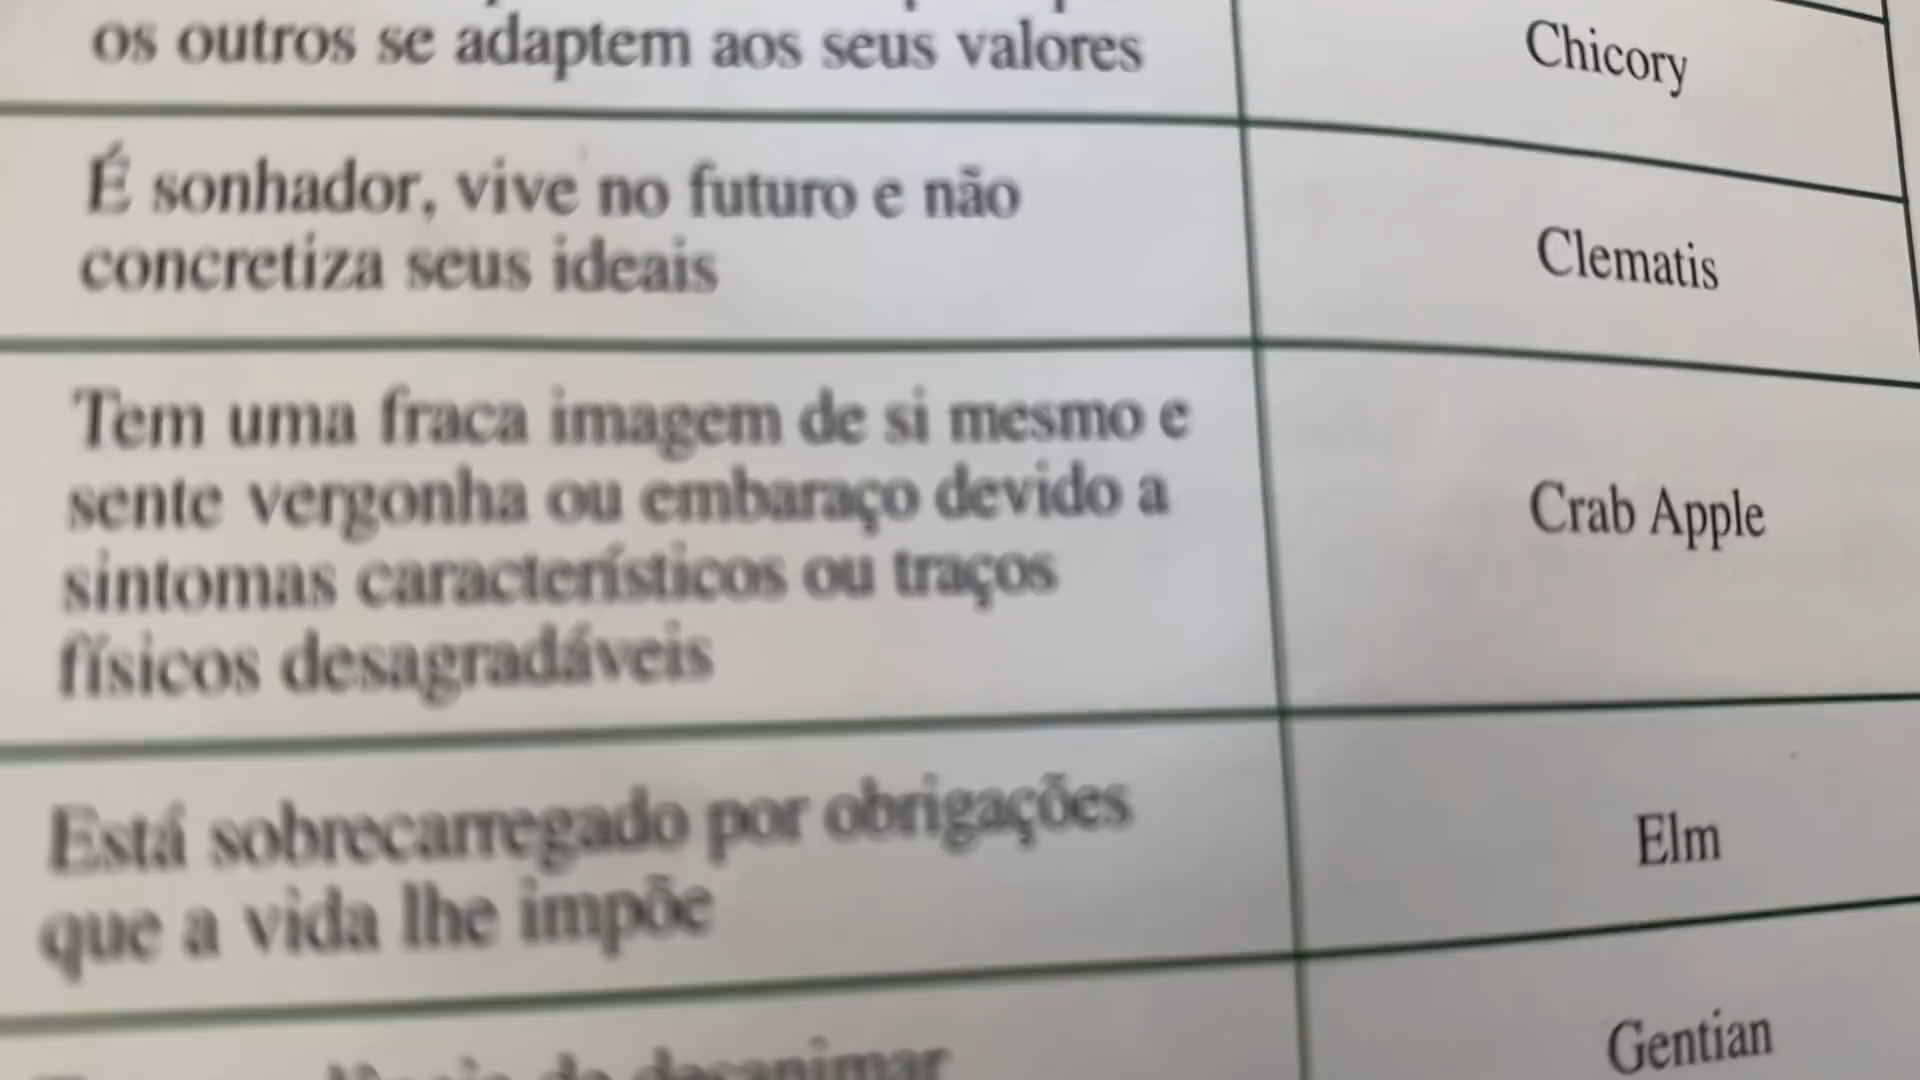 os outros se adaptem aos seus valores
Chicory
É sonhador, vive no futuro e não
concretiza seus ideais
Clematis
Tem uma fraca imagem de si mesmo e
sente vergonha ou embaraço devido a
sintomas característicos ou traços
físicos desagradáveis
Crab Apple
Está sobrecarregado por obrigações
que a vida lhe impõe
Elm
desanimar
Gentian